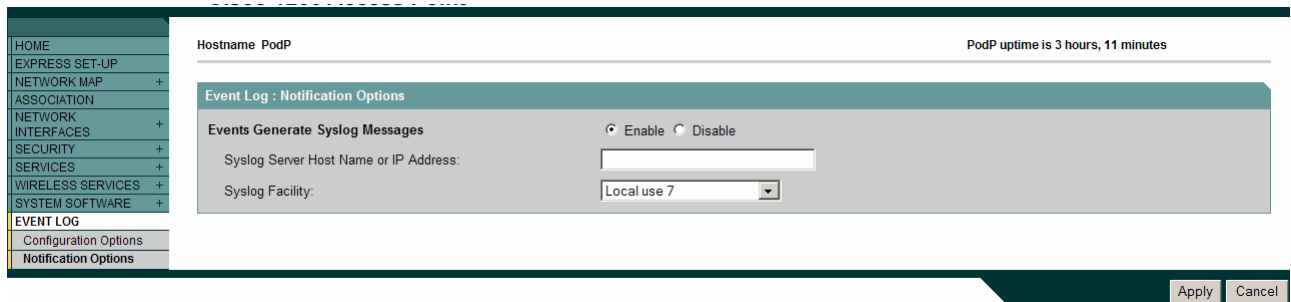 HOME
EXPRESS SET-UP
NETWORK MAP +
ASSOCIATION
NETWORK
INTERFACES +
SECURITY +
SERVICES +
WIRELESS SERVICES +
SYSTEM SOFTWARE +
EVENT LOG
Configuration Options
Notification Options
Hostname PodP
PodP uptime is 3 hours, 11 minutes
Event Log : Notification Options
Events Generate Syslog Messages
Enable Disable
Syslog Server Host Name or IP Address:
Syslog Facility:
Local use 7
Apply Cancel